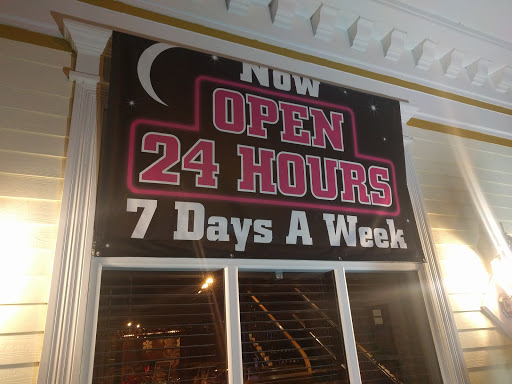 Now
OPEN
24 HOURS
7 Days A Week